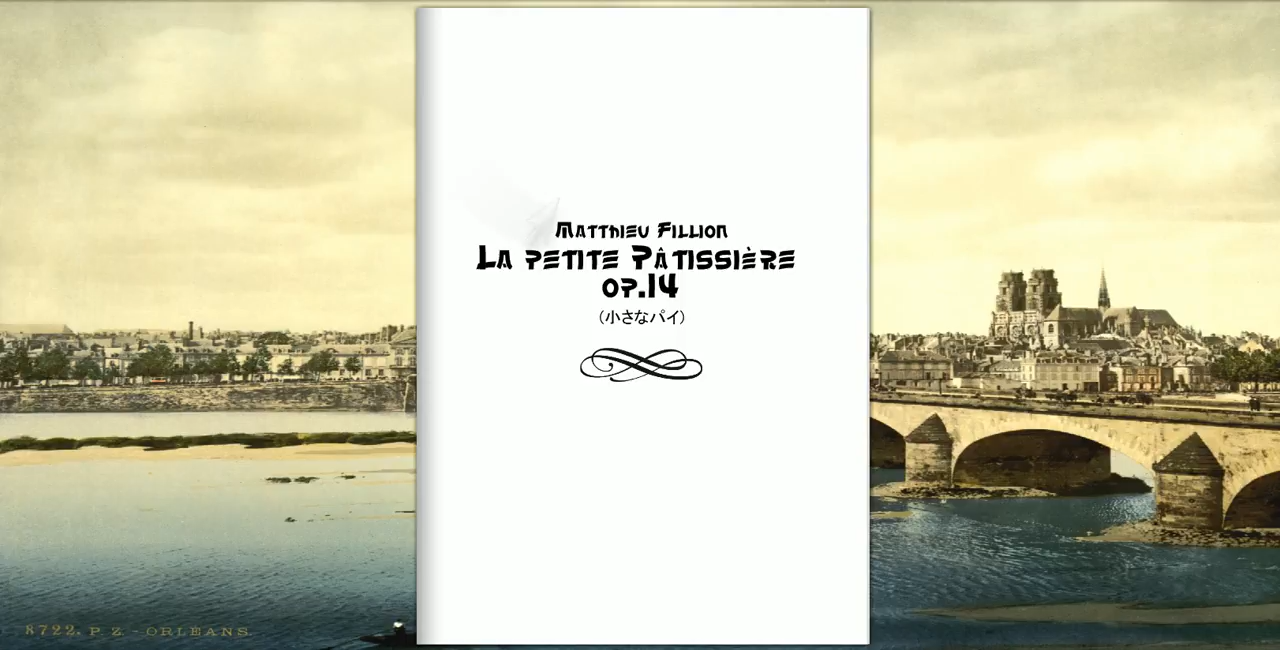 Matthieu Fillion
La petite Pâtissière
op.14
(小さなパイ)
8722. P. Z. - ORLEANS.